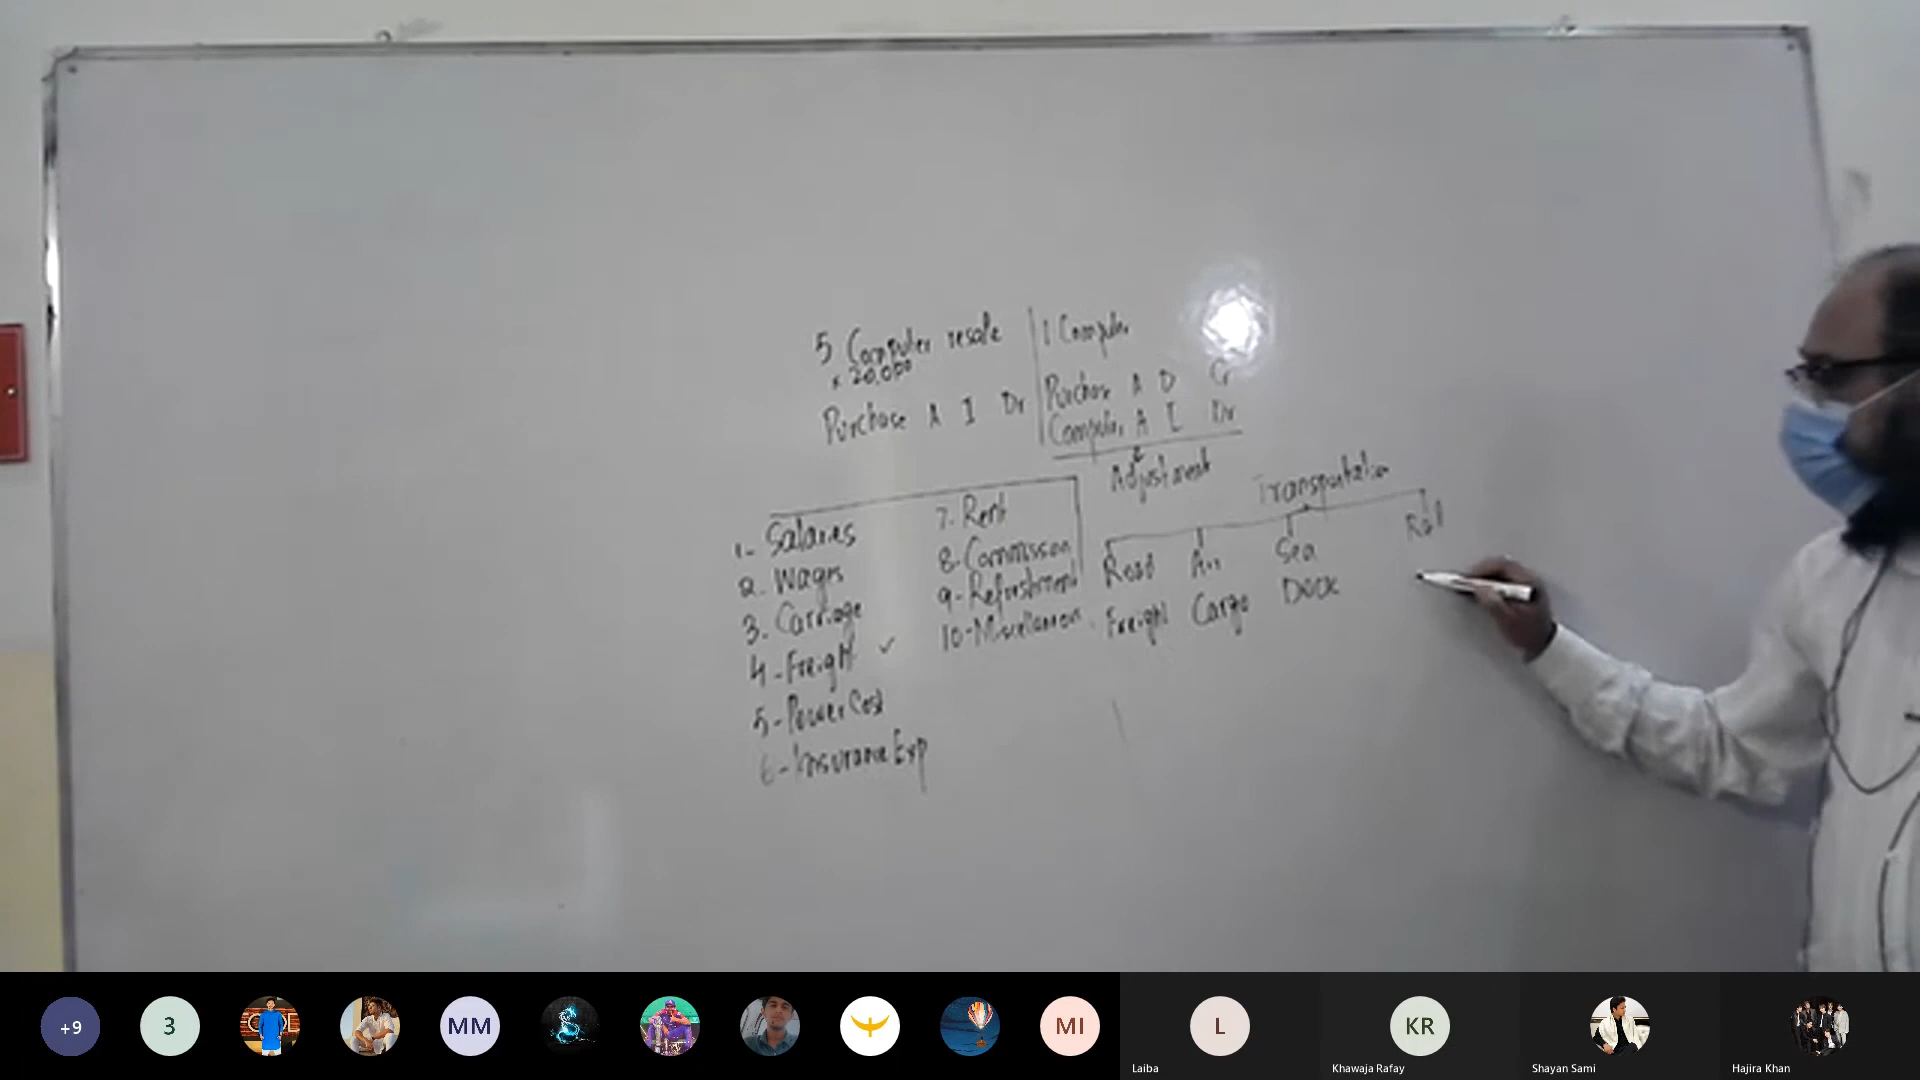 5 Computer resale
x 20,000
Purchase A I Dr
1 Computer
Purchase A D Cr
Computer A I Dr
Adjustment
1- Salaries
2. Wages
3. Carriage
4-Freight ✓
5-Power Cost
6-Insurance Exp
7. Rent
8-Commission
9-Refreshment
10-Miscellaneous
Transportation
Road Air Sea Rail
Freight Cargo Dock
+9
3
MM
MI
L
Laiba
KR
Khawaja Rafay
Shayan Sami
Hajira Khan